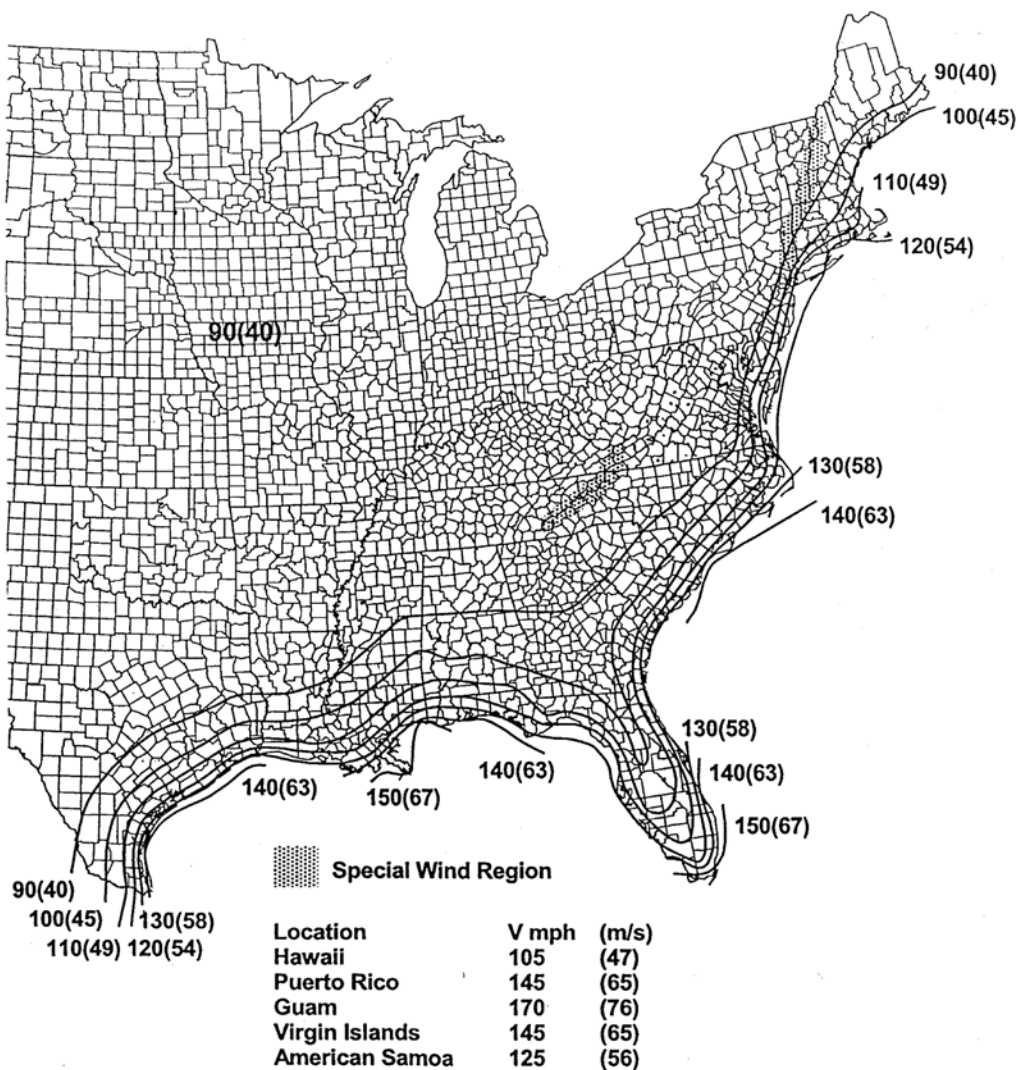 90(40)
100(45)
110(49)
120(54)
90(40)
130(58)
140(63)
130(58)
140(63)
140(63)
140(63)
150(67)
150(67)
90(40)
100(45)
130(58)
110(49) 120(54)
Special Wind Region
Location V mph (m/s)
Hawaii 105 (47)
Puerto Rico 145 (65)
Guam 170 (76)
Virgin Islands 145 (65)
American Samoa 125 (56)